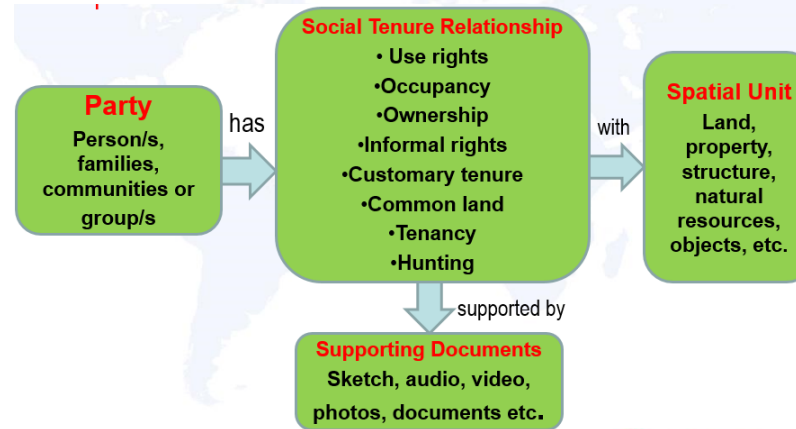 Party
Person/s,
families,
communities or
group/s
has
Social Tenure Relationship
• Use rights
•Occupancy
•Ownership
•Informal rights
•Customary tenure
•Common land
•Tenancy
•Hunting
with
Spatial Unit
Land,
property,
structure,
natural
resources,
objects, etc.
supported by
Supporting Documents
Sketch, audio, video,
photos, documents etc.